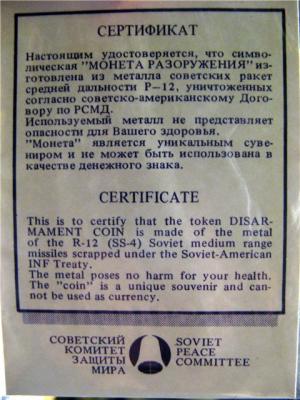 СЕРТИФИКАТ
Настоящим удостоверяется, что симво-
лическая "МОНЕТА РАЗОРУЖЕНИЯ" из-
готовлена из металла советских ракет
средней дальности Р—12, уничтоженных
согласно советско-американскому Дого-
вору по РСМД.
Используемый металл не представляет
опасности для Вашего здоровья.
"Монета" является уникальным суве-
ниром и не может быть использована в
качестве денежного знака.
CERTIFICATE
This is to certify that the token DISAR-
MAMENT COIN is made of the metal
of the R-12 (SS-4) Soviet medium range
missiles scrapped under the Soviet-American
INF Treaty.
The metal poses no harm for your health.
The "coin" is a unique souvenir and can-
not be used as currency.
СОВЕТСКИЙ
КОМИТЕТ
ЗАЩИТЫ
МИРА
SOVIET
PEACE
COMMITTEE